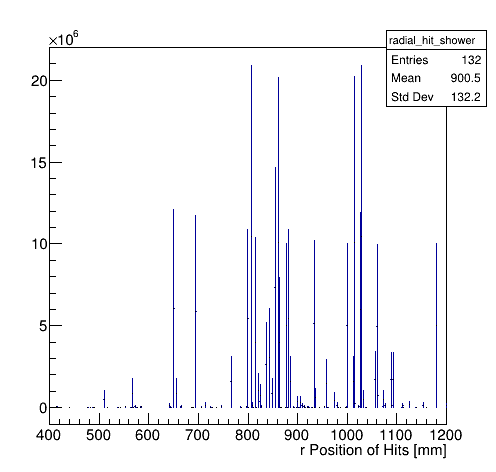 ×10⁶
radial_hit_shower
Entries 132
Mean 900.5
Std Dev 132.2
20
15
10
5
0
400 500 600 700 800 900 1000 1100 1200
r Position of Hits [mm]